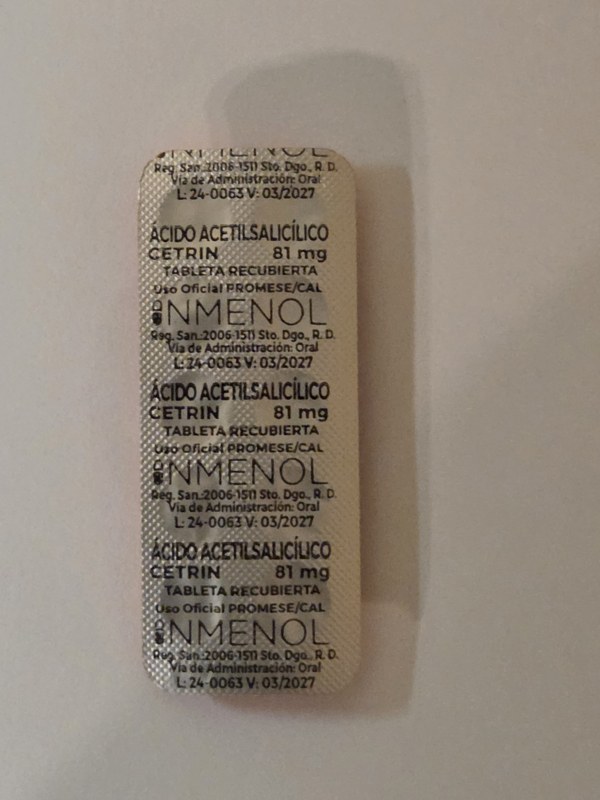 INMENOL
Reg. San.:2006-1511 Sto. Dgo., R. D.
Vía de Administración: Oral
L: 24-0063 V: 03/2027
ÁCIDO ACETILSALICÍLICO
CETRIN 81 mg
TABLETA RECUBIERTA
Uso Oficial PROMESE/CAL
INMENOL
Reg. San.:2006-1511 Sto. Dgo., R. D.
Vía de Administración: Oral
L: 24-0063 V: 03/2027
ÁCIDO ACETILSALICÍLICO
CETRIN 81 mg
TABLETA RECUBIERTA
Uso Oficial PROMESE/CAL
INMENOL
Reg. San.:2006-1511 Sto. Dgo., R. D.
Vía de Administración: Oral
L: 24-0063 V: 03/2027
ÁCIDO ACETILSALICÍLICO
CETRIN 81 mg
TABLETA RECUBIERTA
Uso Oficial PROMESE/CAL
INMENOL
Reg. San.:2006-1511 Sto. Dgo., R. D.
Vía de Administración: Oral
L: 24-0063 V: 03/2027